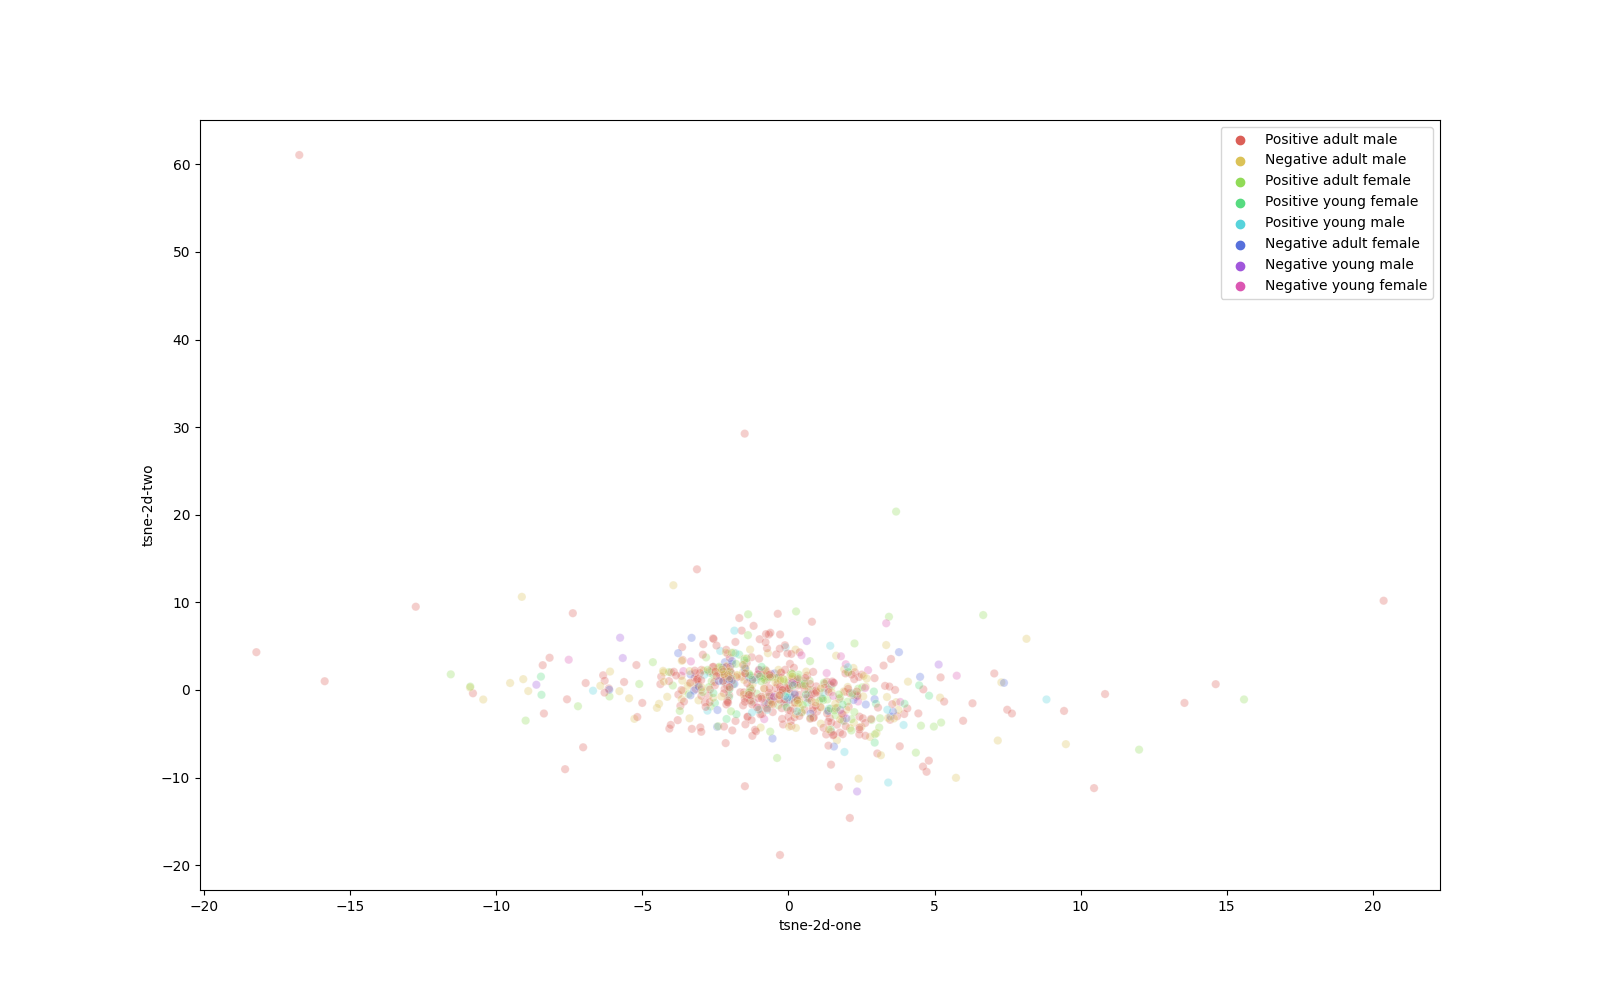 Positive adult male
Negative adult male
Positive adult female
Positive young female
Positive young male
Negative adult female
Negative young male
Negative young female
60
50
40
30
20
10
0
−10
−20
tsne-2d-two
−20 −15 −10 −5 0 5 10 15 20
tsne-2d-one